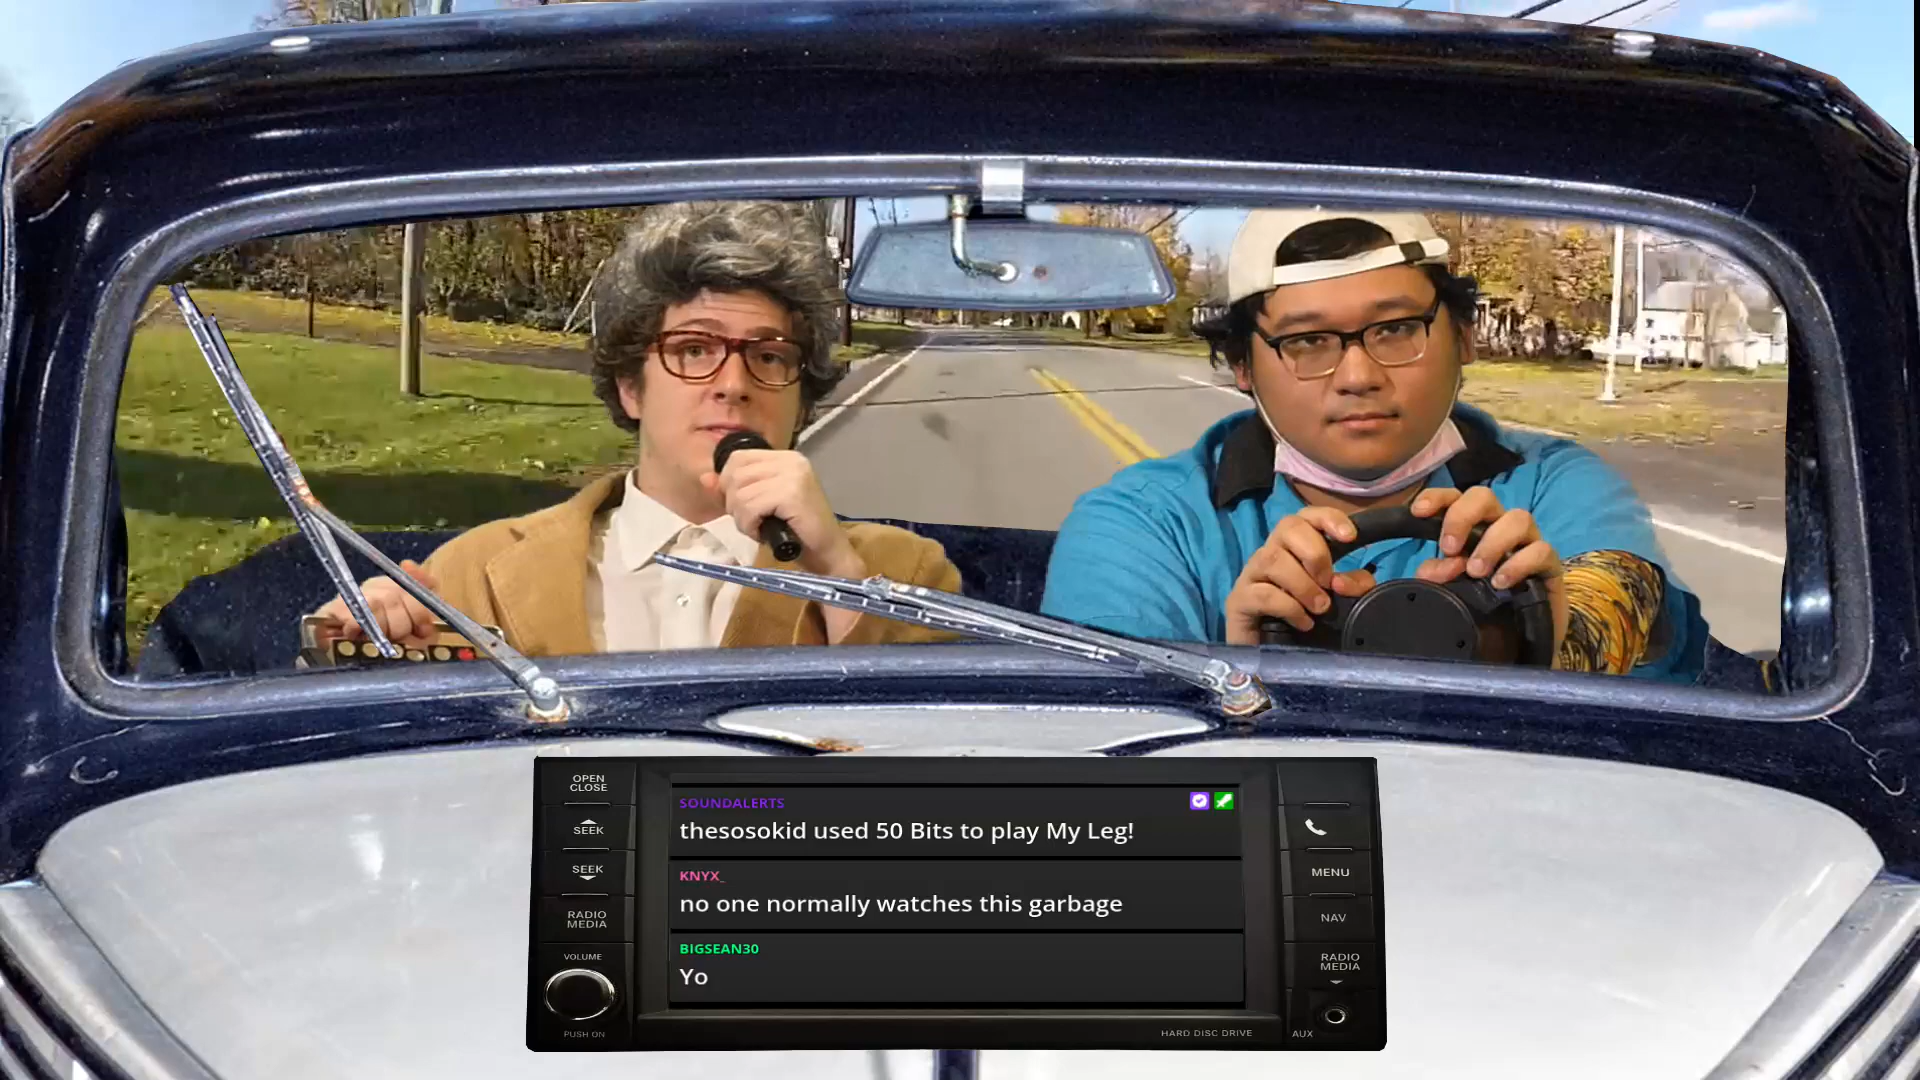 OPEN
CLOSE
SEEK
SEEK
RADIO
MEDIA
VOLUME
PUSH ON
SOUNDALERTS
thesosokid used 50 Bits to play My Leg!
KNYX_
no one normally watches this garbage
BIGSEAN30
Yo
HARD DISC DRIVE
MENU
NAV
RADIO
MEDIA
AUX